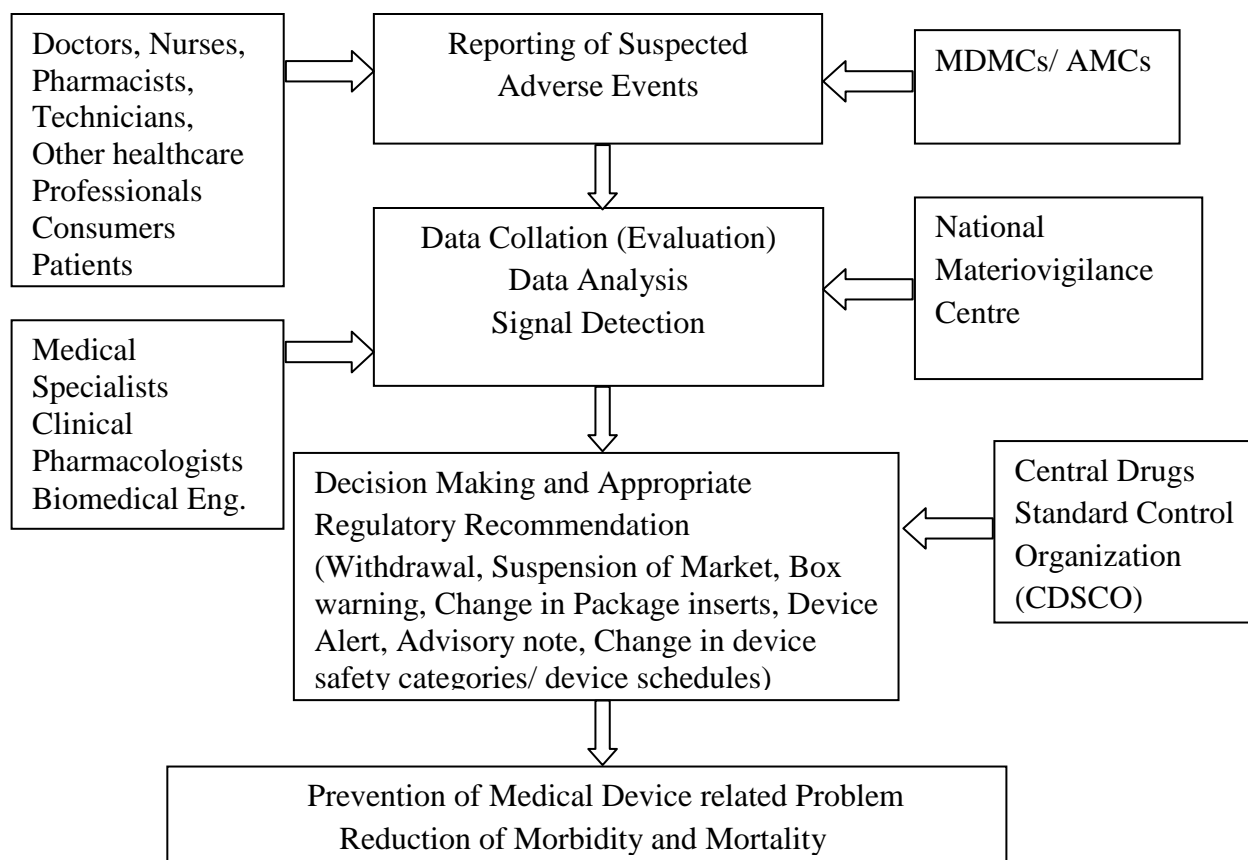 Doctors, Nurses,
Pharmacists,
Technicians,
Other healthcare
Professionals
Consumers
Patients
Reporting of Suspected
Adverse Events
MDMCs/ AMCs
Data Collation (Evaluation)
Data Analysis
Signal Detection
National
Materiovigilance
Centre
Medical
Specialists
Clinical
Pharmacologists
Biomedical Eng.
Decision Making and Appropriate
Regulatory Recommendation
(Withdrawal, Suspension of Market, Box
warning, Change in Package inserts, Device
Alert, Advisory note, Change in device
safety categories/ device schedules)
Central Drugs
Standard Control
Organization
(CDSCO)
Prevention of Medical Device related Problem
Reduction of Morbidity and Mortality